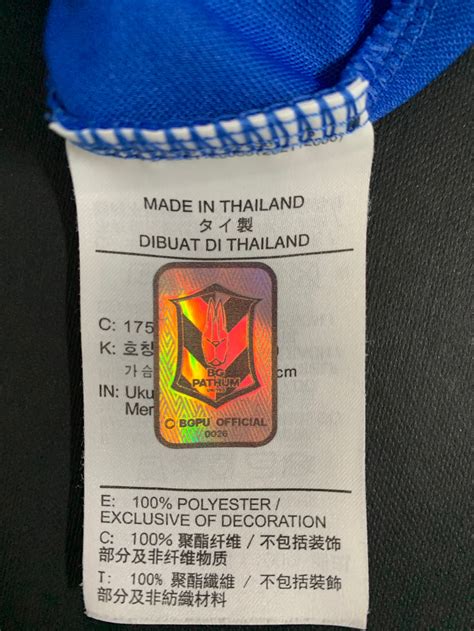 MADE IN THAILAND
タイ製
DIBUAT DI THAILAND
C: 175
K: 호칭
가슴
cm
IN: Uku
Mer
BG
PATHUM
UNITED
© BGPU OFFICIAL
0026
E: 100% POLYESTER /
EXCLUSIVE OF DECORATION
C: 100% 聚酯纤维 / 不包括装饰
部分及非纤维物质
T: 100% 聚酯纖維 / 不包括裝飾
部分及非紡織材料